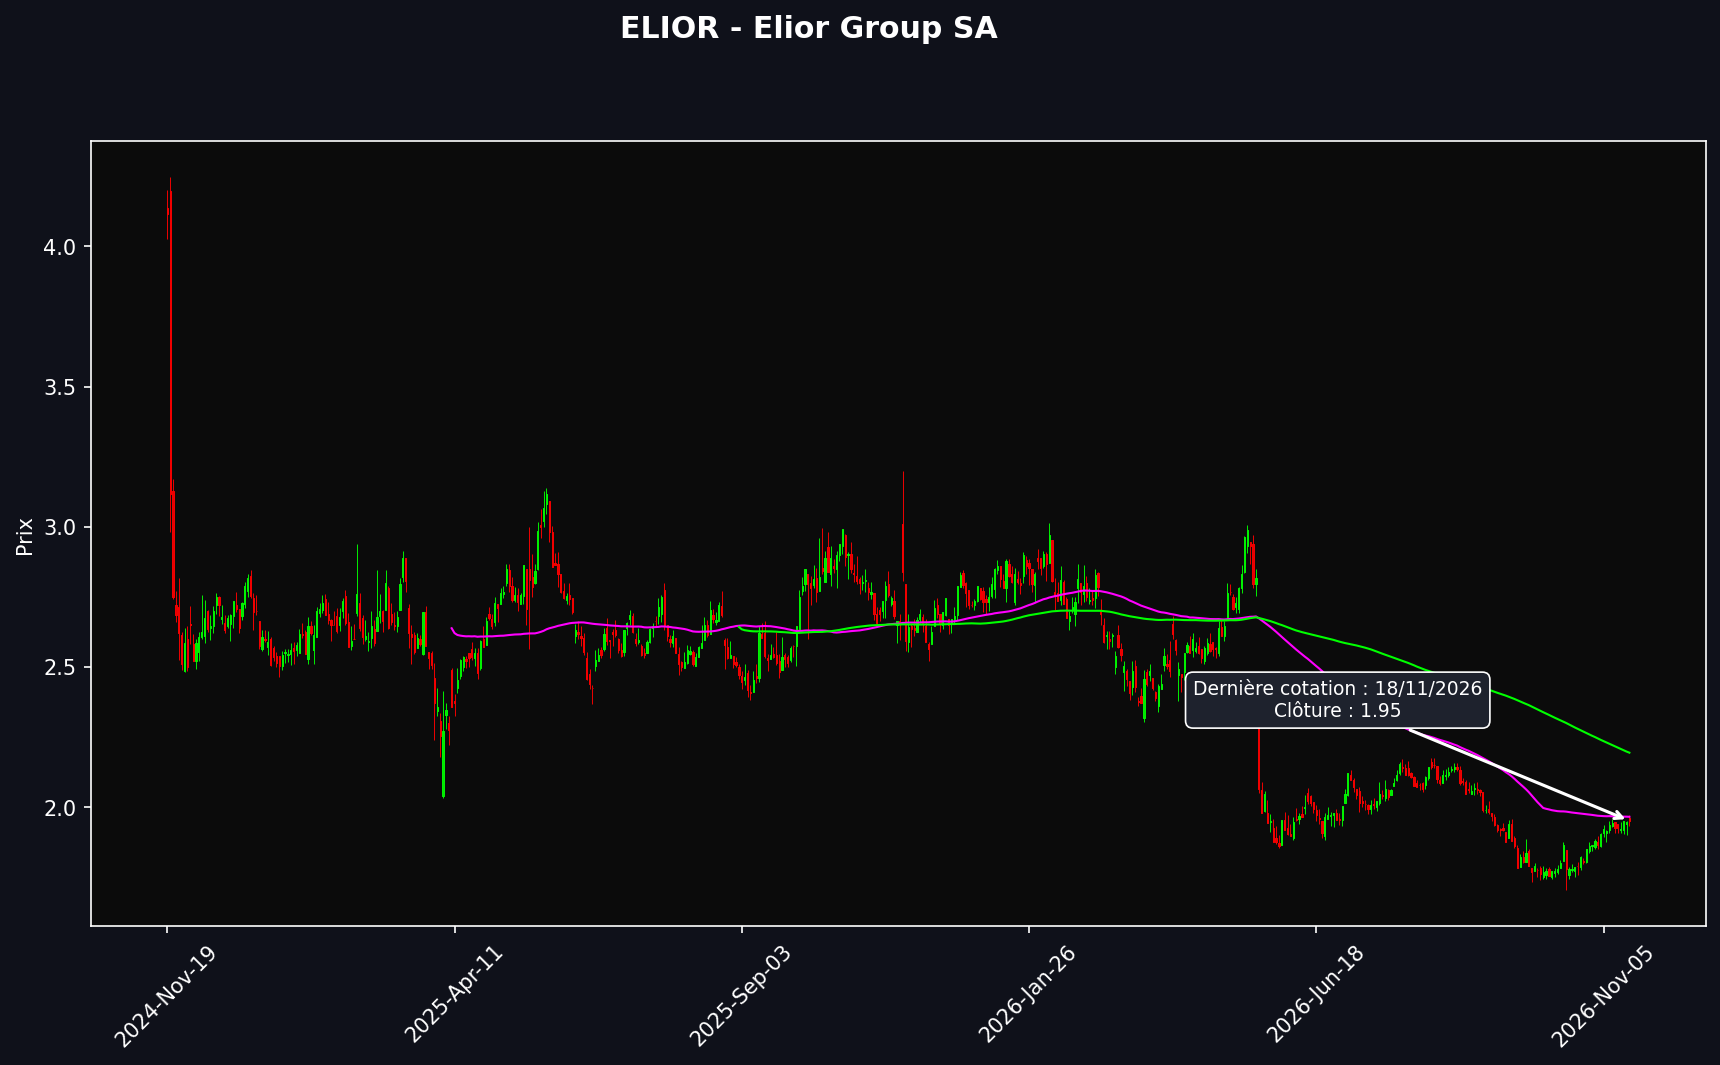 ELIOR - Elior Group SA
Prix
4.0
3.5
3.0
2.5
2.0
Dernière cotation : 18/11/2026
Clôture : 1.95
2024-Nov-19
2025-Apr-11
2025-Sep-03
2026-Jan-26
2026-Jun-18
2026-Nov-05